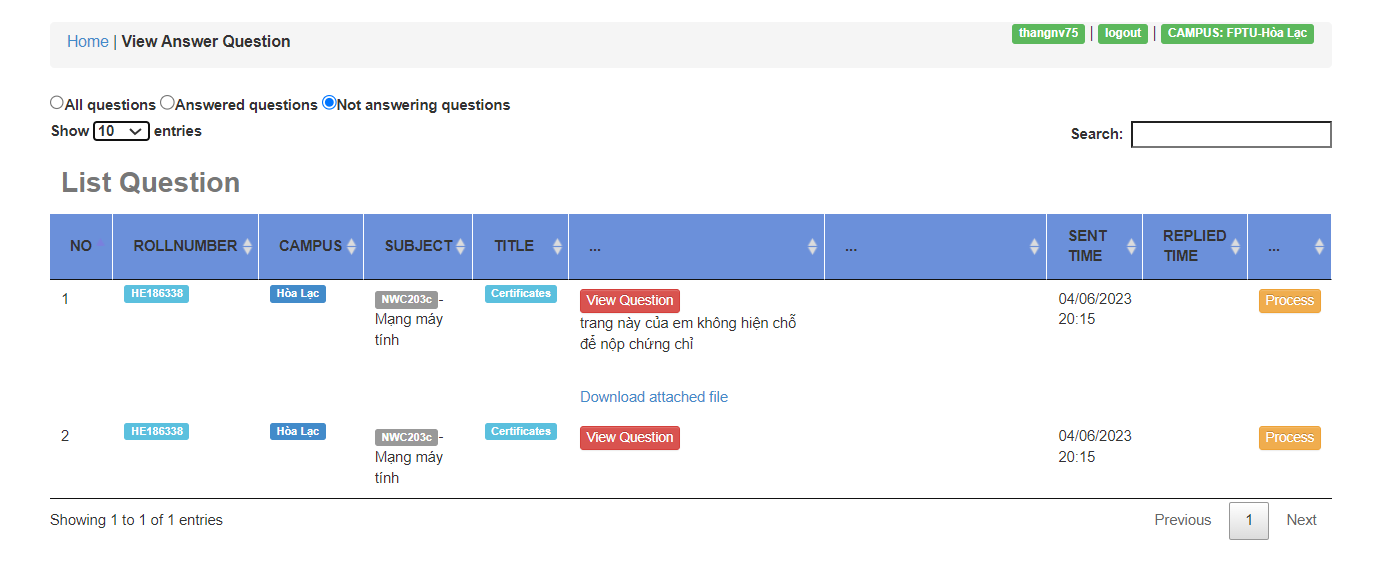 Home | View Answer Question
thangnv75 | logout | CAMPUS: FPTU-Hòa Lạc
All questions Answered questions Not answering questions
Show 10 entries
Search:
List Question
NO ROLLNUMBER CAMPUS SUBJECT TITLE ... ... SENT TIME REPLIED TIME ...
1 HE186338 Hòa Lạc NWC203c - Mạng máy tính Certificates View Question 04/06/2023 20:15 Process
trang này của em không hiện chỗ
để nộp chứng chỉ
Download attached file
2 HE186338 Hòa Lạc NWC203c - Mạng máy tính Certificates View Question 04/06/2023 20:15 Process
Showing 1 to 1 of 1 entries
Previous 1 Next